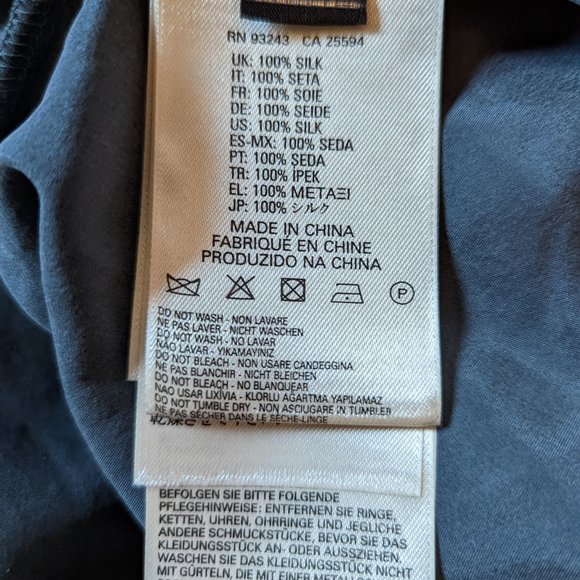 RN 93243 CA 25594
UK: 100% SILK
IT: 100% SETA
FR: 100% SOIE
DE: 100% SEIDE
US: 100% SILK
ES-MX: 100% SEDA
PT: 100% SEDA
TR: 100% İPEK
EL: 100% ΜΕΤΑΞΙ
JP: 100% シルク
MADE IN CHINA
FABRIQUÉ EN CHINE
PRODUZIDO NA CHINA
P
DO NOT WASH - NON LAVARE
NE PAS LAVER - NICHT WASCHEN
DO NOT WASH - NO LAVAR
NÃO LAVAR - YIKAMAYINIZ
DO NOT BLEACH - NON USARE CANDEGGINA
NE PAS BLANCHIR - NICHT BLEICHEN
DO NOT BLEACH - NO BLANQUEAR
NÃO USAR LIXÍVIA - KLORLU AĞARTMA YAPILAMAZ
DO NOT TUMBLE DRY - NON ASCIUGARE IN TUMBLER
NE PAS SÉCHER DANS LE SÈCHE-LINGE
BEFOLGEN SIE BITTE FOLGENDE
PFLEGEHINWEISE: ENTFERNEN SIE RINGE,
KETTEN, UHREN, OHRRINGE UND JEGLICHE
ANDERE SCHMUCKSTÜCKE, BEVOR SIE DAS
KLEIDUNGSSTÜCK AN- ODER AUSZIEHEN.
WASCHEN SIE DAS KLEIDUNGSSTÜCK NICHT
MIT GÜRTELN, DIE MIT METALL